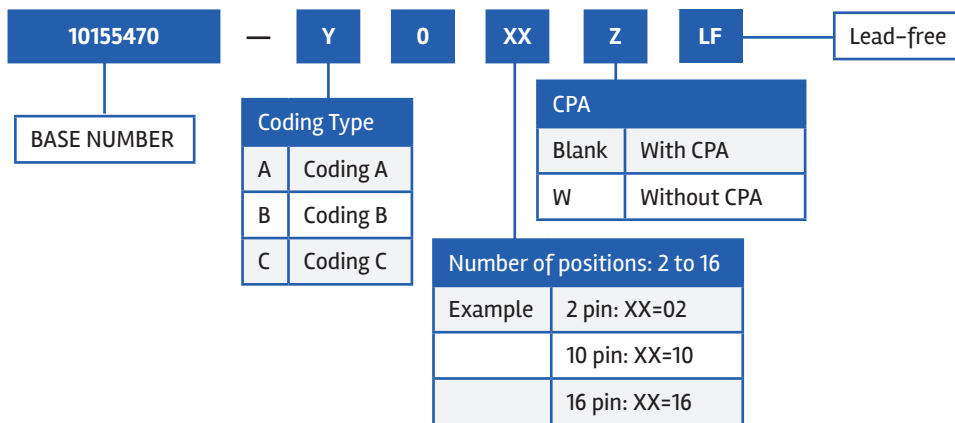 10155470 — Y 0 XX Z LF Lead-free
BASE NUMBER
Coding Type
A Coding A
B Coding B
C Coding C
CPA
Blank With CPA
W Without CPA
Number of positions: 2 to 16
Example 2 pin: XX=02
10 pin: XX=10
16 pin: XX=16